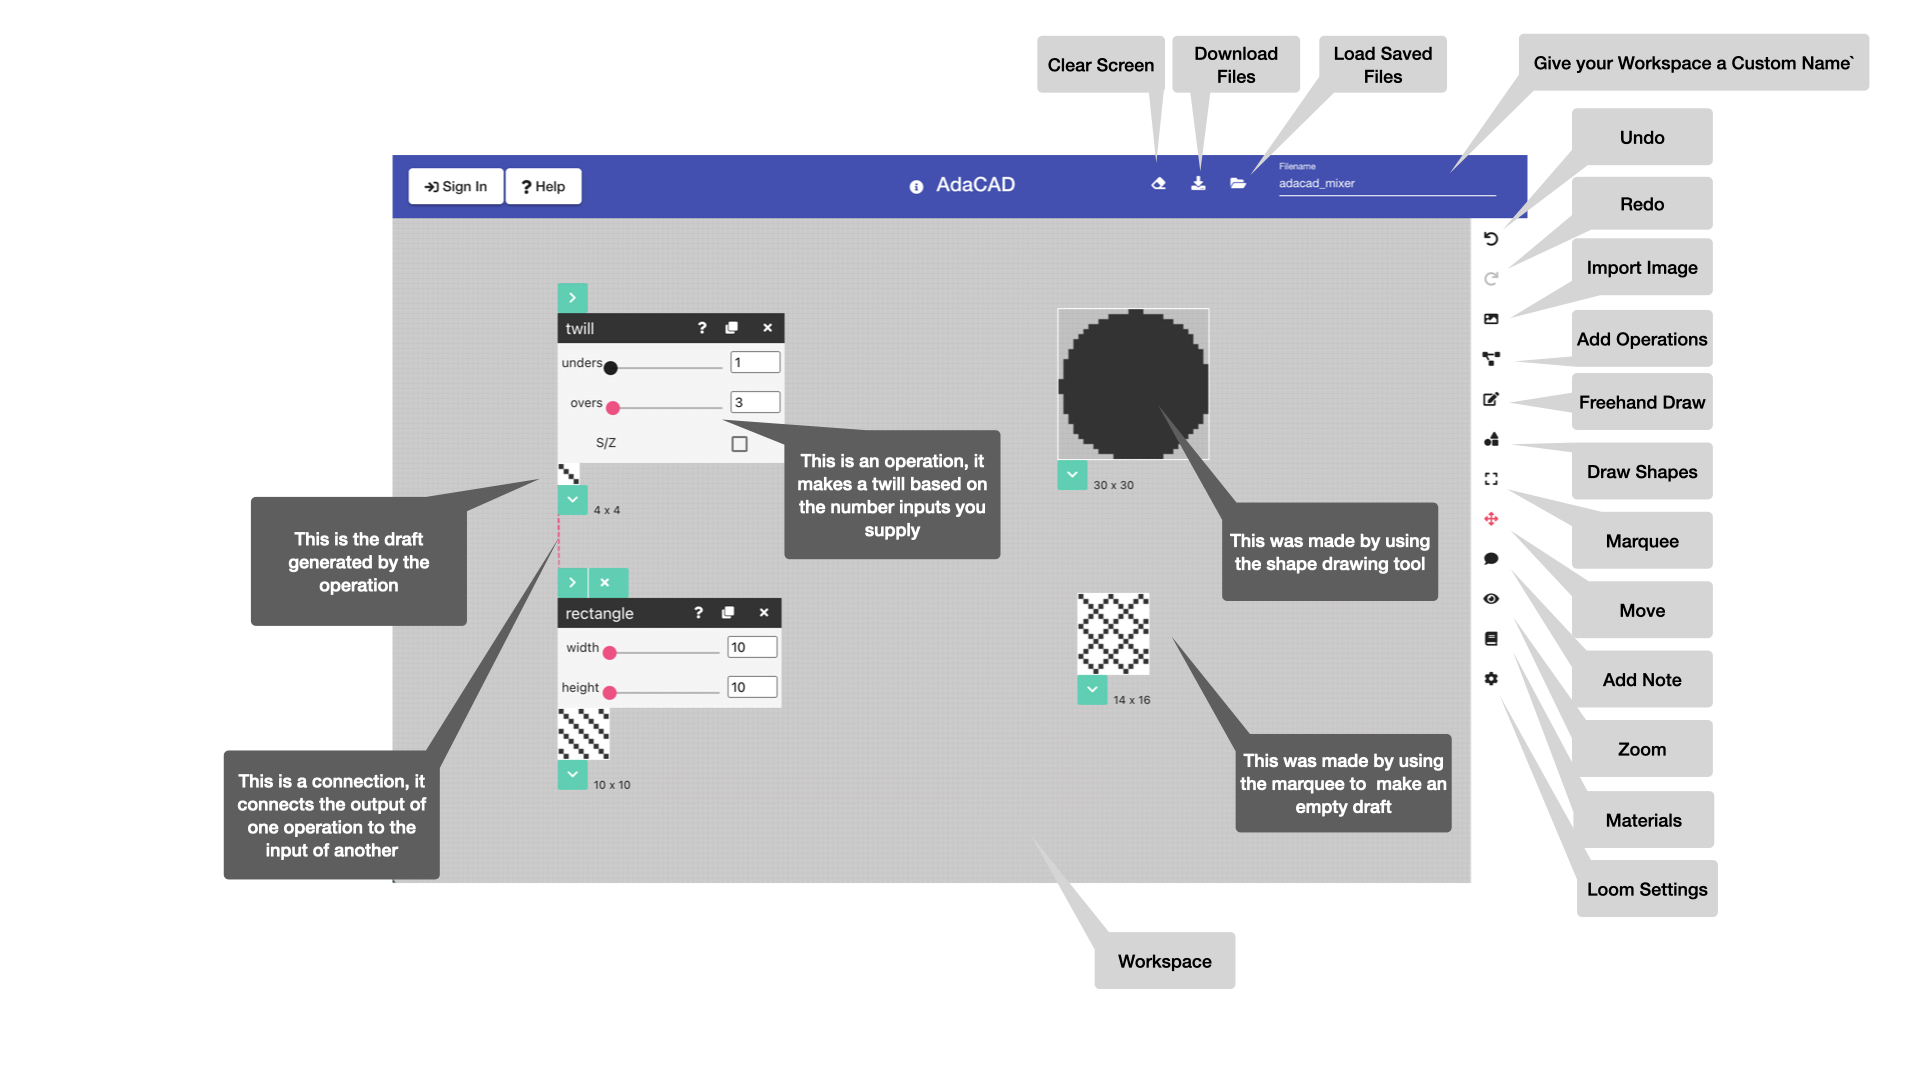 Clear Screen
Download
Files
Load Saved
Files
Give your Workspace a Custom Name`
Undo
Redo
Import Image
Add Operations
Freehand Draw
Draw Shapes
Marquee
Move
Add Note
Zoom
Materials
Loom Settings
Sign In
? Help
AdaCAD
Filename
adacad_mixer
twill
?
unders
1
overs
3
S/Z
4 x 4
This is an operation, it
makes a twill based on
the number inputs you
supply
This is the draft
generated by the
operation
rectangle
?
width
10
height
10
10 x 10
This is a connection, it
connects the output of
one operation to the
input of another
30 x 30
This was made by using
the shape drawing tool
14 x 16
This was made by using
the marquee to  make an
empty draft
Workspace